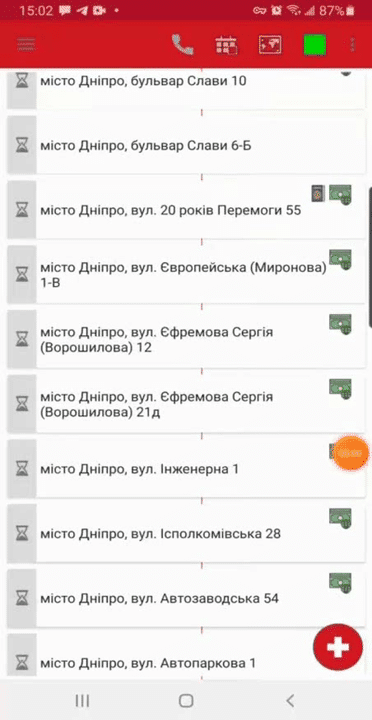 15:02
87%
місто Дніпро, бульвар Слави 10
місто Дніпро, бульвар Слави 6-Б
місто Дніпро, вул. 20 років Перемоги 55
місто Дніпро, вул. Європейська (Миронова)
1-В
місто Дніпро, вул. Єфремова Сергія
(Ворошилова) 12
місто Дніпро, вул. Єфремова Сергія
(Ворошилова) 21д
місто Дніпро, вул. Інженерна 1
місто Дніпро, вул. Ісполкомівська 28
місто Дніпро, вул. Автозаводська 54
місто Дніпро, вул. Автопаркова 1